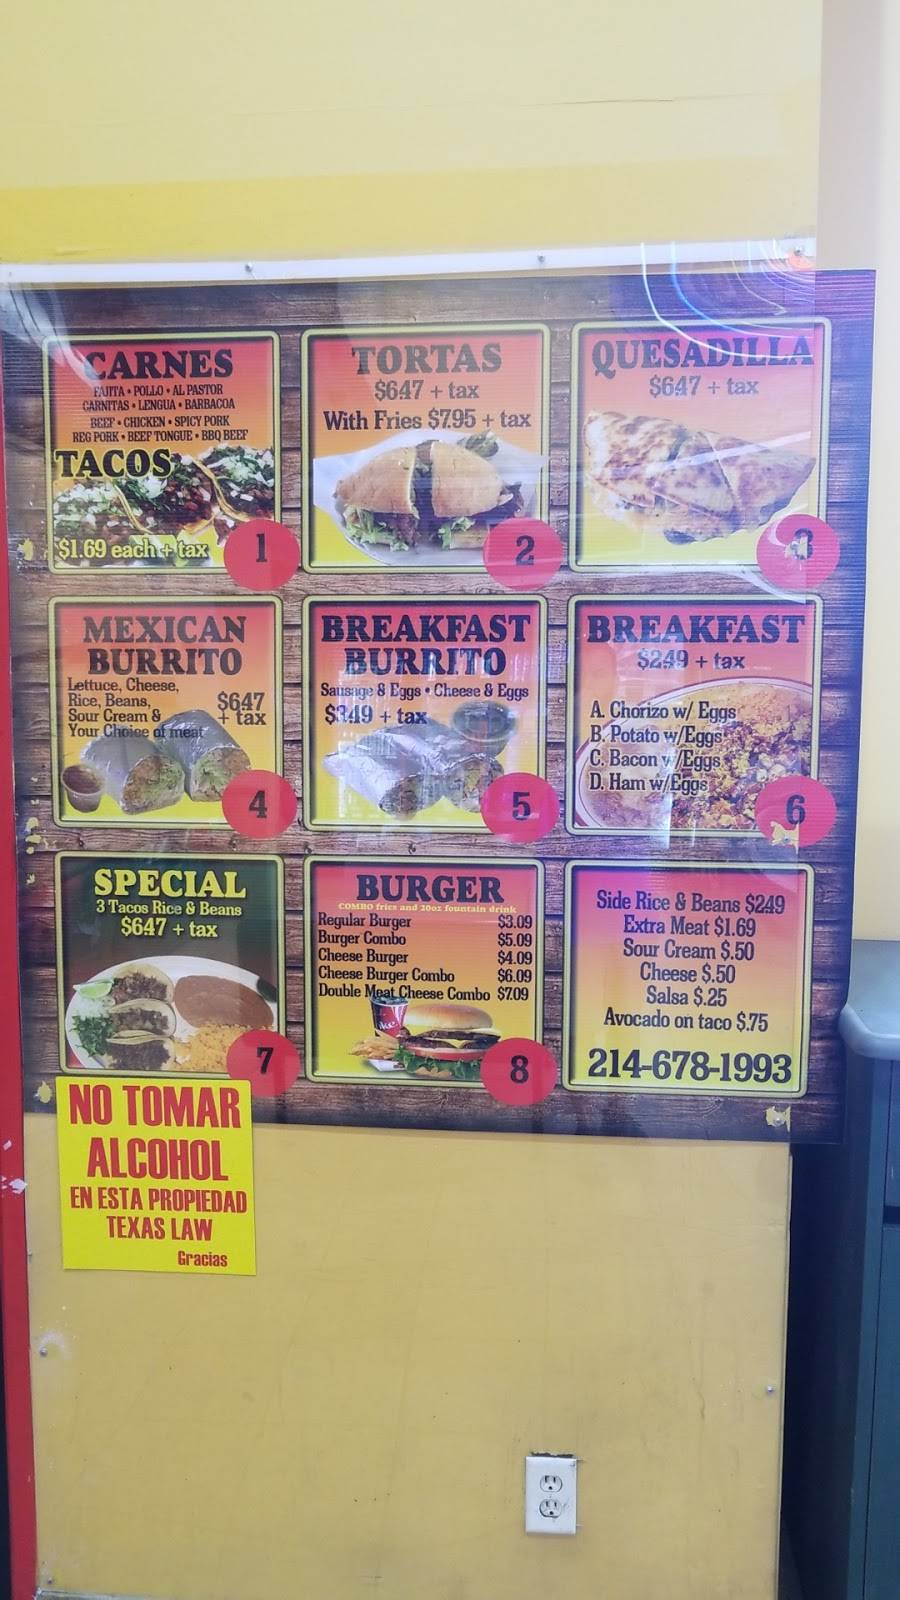 CARNES
FAJITA • POLLO • AL PASTOR
CARNITAS • LENGUA • BARBACOA
BEEF • CHICKEN • SPICY PORK
REG PORK • BEEF TONGUE • BBQ BEEF
TACOS
$1.69 each + tax
1
TORTAS
$647 + tax
With Fries $7.95 + tax
2
QUESADILLA
$647 + tax
3
MEXICAN
BURRITO
Lettuce, Cheese,
Rice, Beans,
Sour Cream &
Your Choice of meat
$647
+ tax
4
BREAKFAST
BURRITO
Sausage & Eggs • Cheese & Eggs
$349 + tax
5
BREAKFAST
$249 + tax
A. Chorizo w/ Eggs
B. Potato w/Eggs
C. Bacon w/Eggs
D. Ham w/Eggs
6
SPECIAL
3 Tacos Rice & Beans
$647 + tax
7
BURGER
COMBO fries and 20oz fountain drink
Regular Burger $3.09
Burger Combo $5.09
Cheese Burger $4.09
Cheese Burger Combo $6.09
Double Meat Cheese Combo $7.09
8
Side Rice & Beans $249
Extra Meat $1.69
Sour Cream $.50
Cheese $.50
Salsa $.25
Avocado on taco $.75
214-678-1993
NO TOMAR
ALCOHOL
EN ESTA PROPIEDAD
TEXAS LAW
Gracias